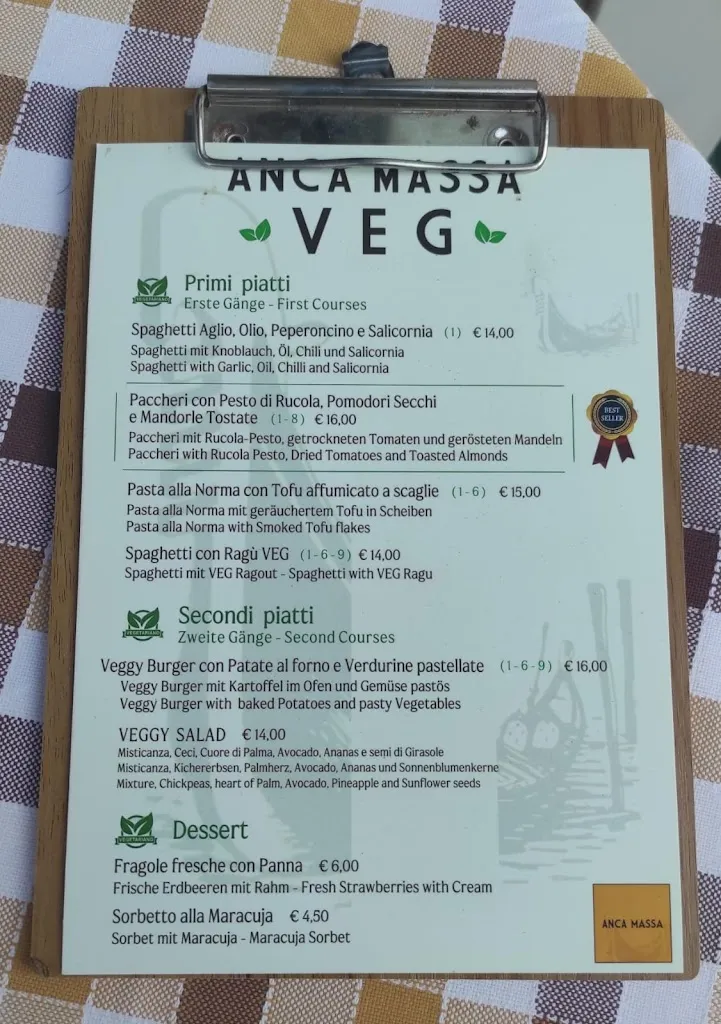 ANCA MASSA
VEG
VEGETARIANO
Primi piatti
Erste Gänge - First Courses
Spaghetti Aglio, Olio, Peperoncino e Salicornia (1) € 14,00
Spaghetti mit Knoblauch, Öl, Chili und Salicornia
Spaghetti with Garlic, Oil, Chilli and Salicornia
Paccheri con Pesto di Rucola, Pomodori Secchi
e Mandorle Tostate (1-8) € 16,00
Paccheri mit Rucola-Pesto, getrockneten Tomaten und gerösteten Mandeln
Paccheri with Rucola Pesto, Dried Tomatoes and Toasted Almonds
BEST
SELLER
Pasta alla Norma con Tofu affumicato a scaglie (1-6) € 15,00
Pasta alla Norma mit geräuchertem Tofu in Scheiben
Pasta alla Norma with Smoked Tofu flakes
Spaghetti con Ragù VEG (1-6-9) € 14,00
Spaghetti mit VEG Ragout - Spaghetti with VEG Ragu
VEGETARIANO
Secondi piatti
Zweite Gänge - Second Courses
Veggy Burger con Patate al forno e Verdurine pastellate (1-6-9) € 16,00
Veggy Burger mit Kartoffel im Ofen und Gemüse pastös
Veggy Burger with baked Potatoes and pasty Vegetables
VEGGY SALAD € 14,00
Misticanza, Ceci, Cuore di Palma, Avocado, Ananas e semi di Girasole
Misticanza, Kichererbsen, Palmherz, Avocado, Ananas und Sonnenblumenkerne
Mixture, Chickpeas, heart of Palm, Avocado, Pineapple and Sunflower seeds
VEGETARIANO
Dessert
Fragole fresche con Panna € 6,00
Frische Erdbeeren mit Rahm - Fresh Strawberries with Cream
Sorbetto alla Maracuja € 4,50
Sorbet mit Maracuja - Maracuja Sorbet
ANCA MASSA